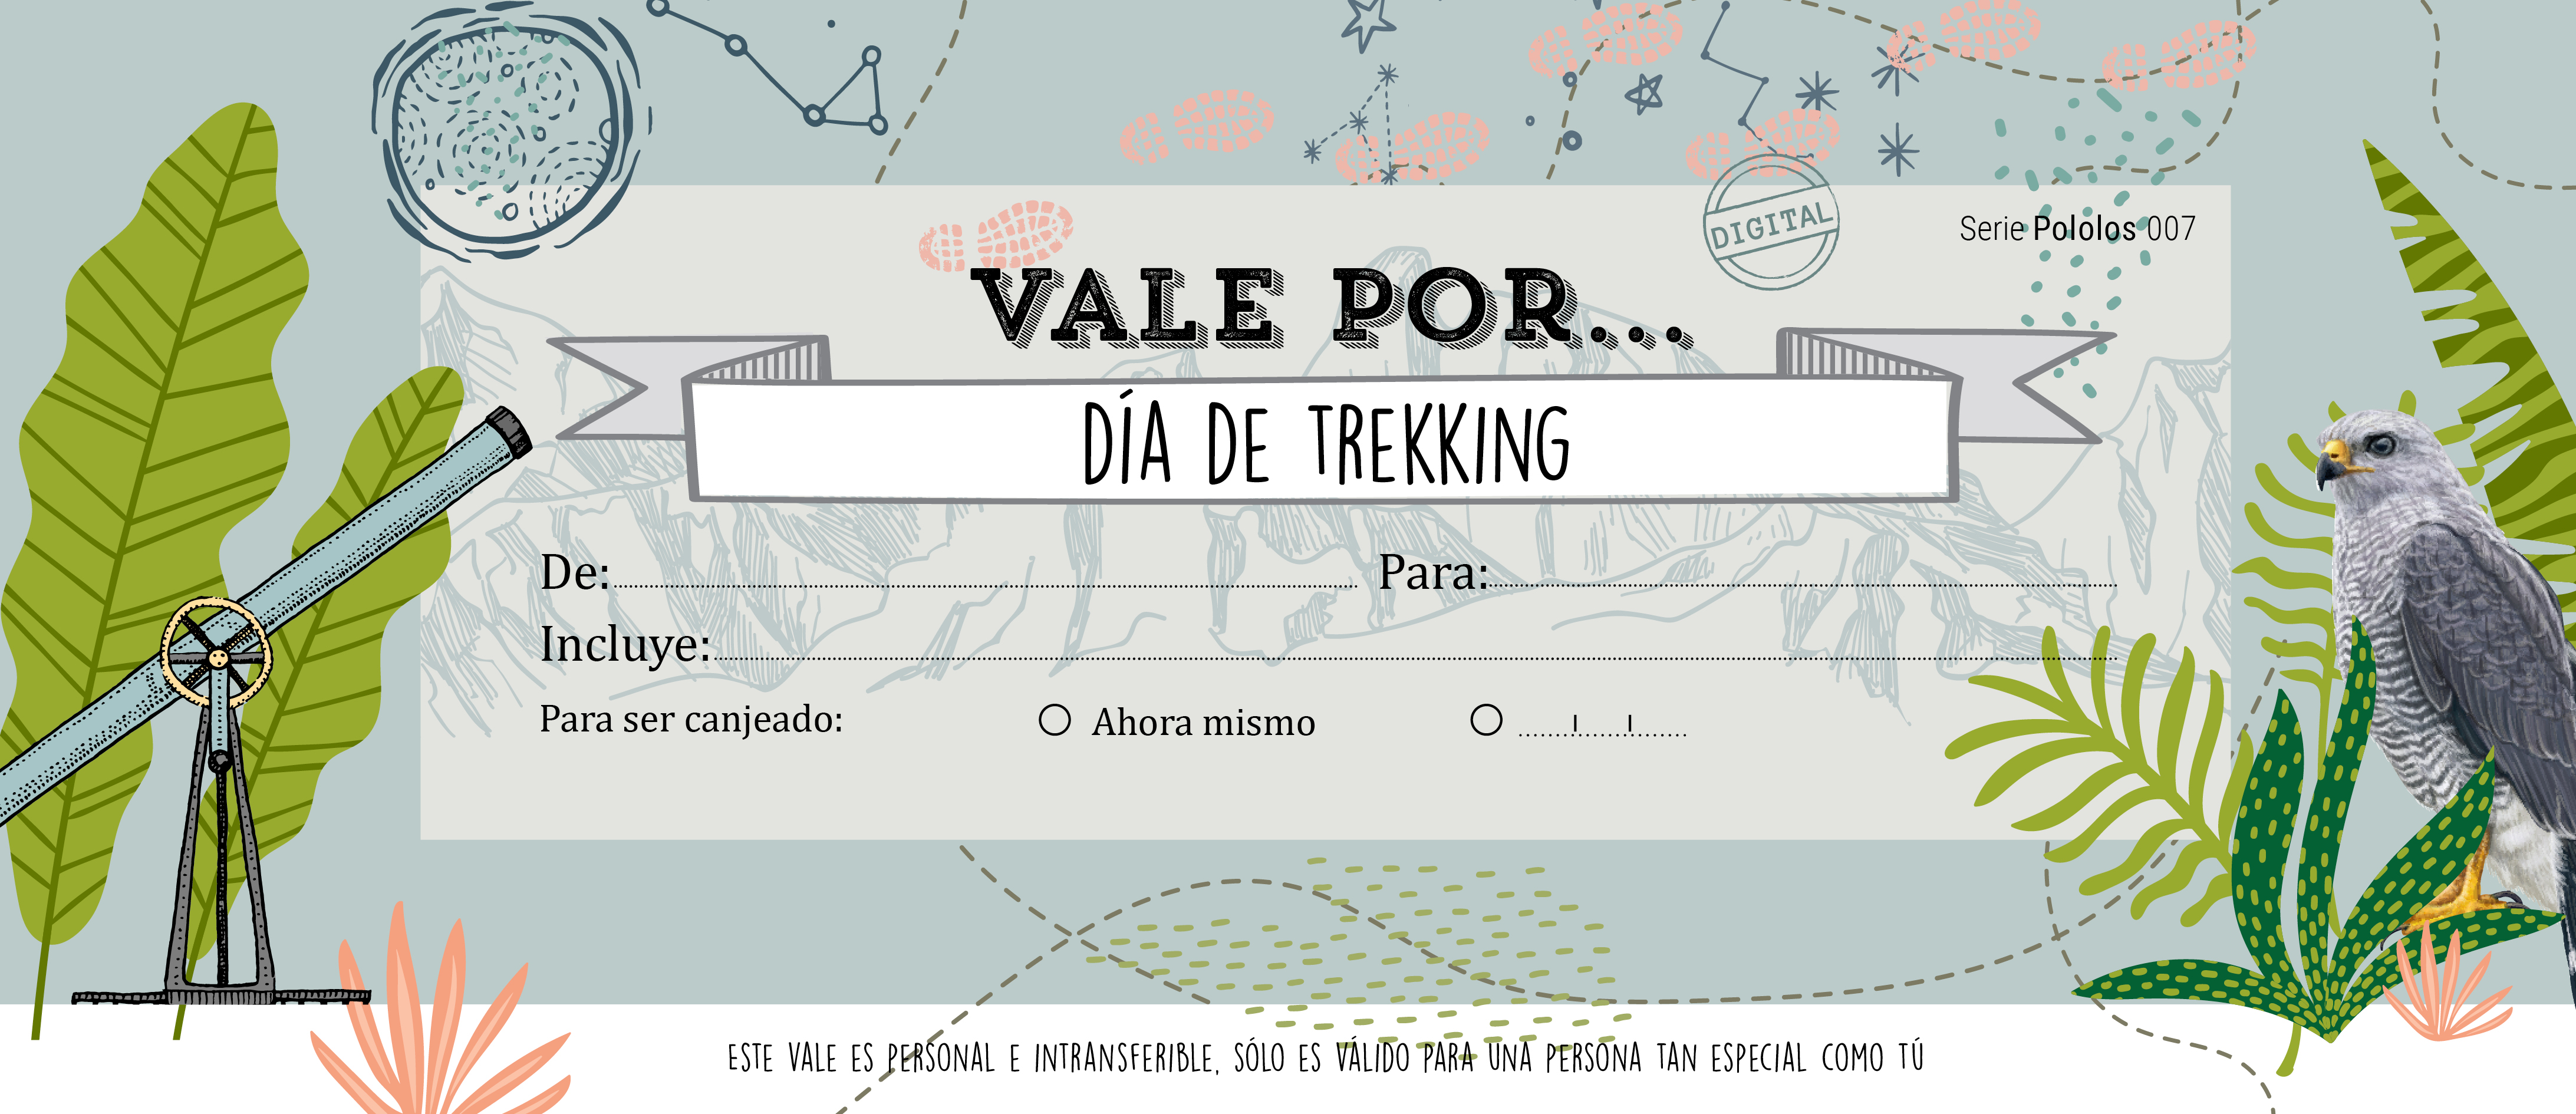 DIGITAL
Serie Pololos 007
VALE POR...
DÍA DE TREKKING
De: Para:
Incluye:
Para ser canjeado: Ahora mismo
ESTE VALE ES PERSONAL E INTRANSFERIBLE, SÓLO ES VÁLIDO PARA UNA PERSONA TAN ESPECIAL COMO TÚ